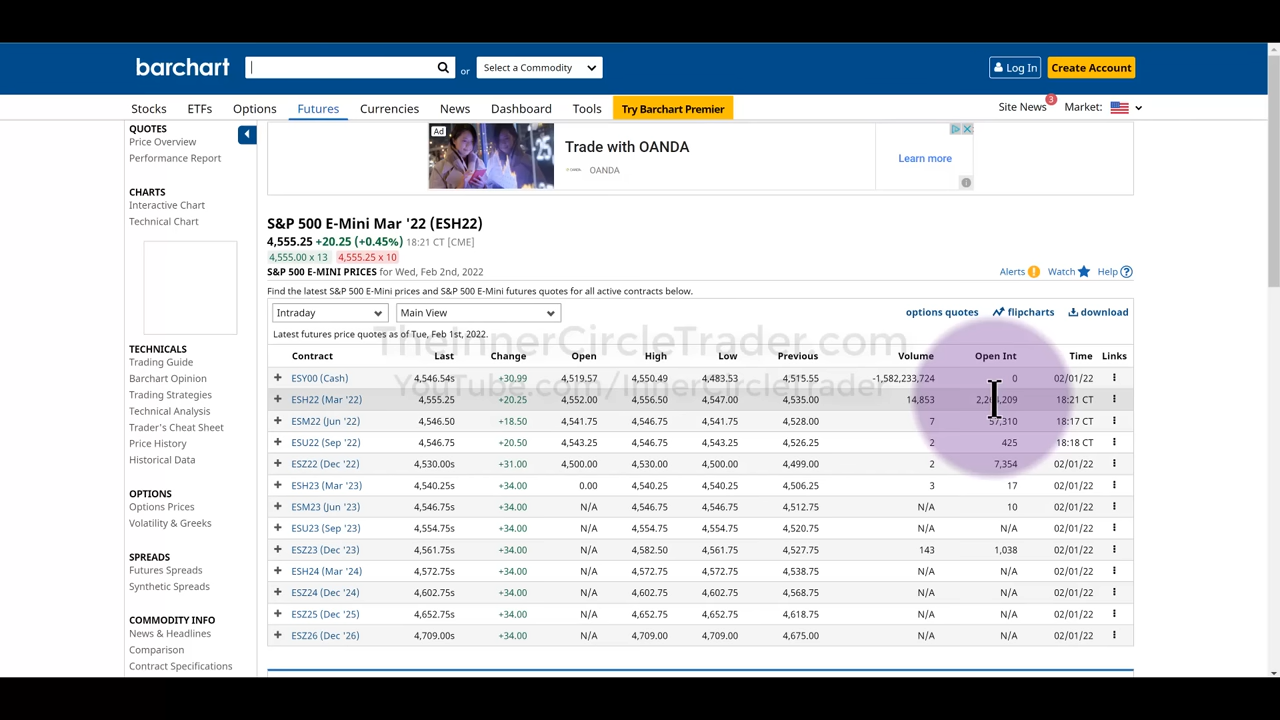 barchart
or
Select a Commodity
Log In
Create Account
Stocks ETFs Options Futures Currencies News Dashboard Tools Try Barchart Premier
Site News 3 Market:
QUOTES
Price Overview
Performance Report
CHARTS
Interactive Chart
Technical Chart
TECHNICALS
Trading Guide
Barchart Opinion
Trading Strategies
Technical Analysis
Trader's Cheat Sheet
Price History
Historical Data
OPTIONS
Options Prices
Volatility & Greeks
SPREADS
Futures Spreads
Synthetic Spreads
COMMODITY INFO
News & Headlines
Comparison
Contract Specifications
Ad
25
Trade with OANDA
OANDA
Learn more
S&P 500 E-Mini Mar '22 (ESH22)
4,555.25 +20.25 (+0.45%) 18:21 CT [CME]
4,555.00 x 13 4,555.25 x 10
S&P 500 E-MINI PRICES for Wed, Feb 2nd, 2022
Alerts Watch Help
Find the latest S&P 500 E-Mini prices and S&P 500 E-Mini futures quotes for all active contracts below.
Intraday Main View options quotes flipcharts download
Latest futures price quotes as of Tue, Feb 1st, 2022.
TheInnerCircleTrader.com
YouTube.com/InnerCircleTrader
Contract Last Change Open High Low Previous Volume Open Int Time Links
ESY00 (Cash) 4,546.54s +30.99 4,519.57 4,550.49 4,483.53 4,515.55 -1,582,233,724 0 02/01/22
ESH22 (Mar '22) 4,555.25 +20.25 4,552.00 4,556.50 4,547.00 4,535.00 14,853 18:21 CT
ESM22 (Jun '22) 4,546.50 +18.50 4,541.75 4,546.75 4,541.75 4,528.00 7 57,310 18:17 CT
ESU22 (Sep '22) 4,546.75 +20.50 4,543.25 4,546.75 4,543.25 4,526.25 2 425 18:18 CT
ESZ22 (Dec '22) 4,530.00s +31.00 4,500.00 4,530.00 4,500.00 4,499.00 2 7,354 02/01/22
ESH23 (Mar '23) 4,540.25s +34.00 0.00 4,540.25 4,540.25 4,506.25 3 17 02/01/22
ESM23 (Jun '23) 4,546.75s +34.00 N/A 4,546.75 4,546.75 4,512.75 N/A 10 02/01/22
ESU23 (Sep '23) 4,554.75s +34.00 N/A 4,554.75 4,554.75 4,520.75 N/A N/A 02/01/22
ESZ23 (Dec '23) 4,561.75s +34.00 N/A 4,582.50 4,561.75 4,527.75 143 1,038 02/01/22
ESH24 (Mar '24) 4,572.75s +34.00 N/A 4,572.75 4,572.75 4,538.75 N/A N/A 02/01/22
ESZ24 (Dec '24) 4,602.75s +34.00 N/A 4,602.75 4,602.75 4,568.75 N/A N/A 02/01/22
ESZ25 (Dec '25) 4,652.75s +34.00 N/A 4,652.75 4,652.75 4,618.75 N/A N/A 02/01/22
ESZ26 (Dec '26) 4,709.00s +34.00 N/A 4,709.00 4,709.00 4,675.00 N/A N/A 02/01/22